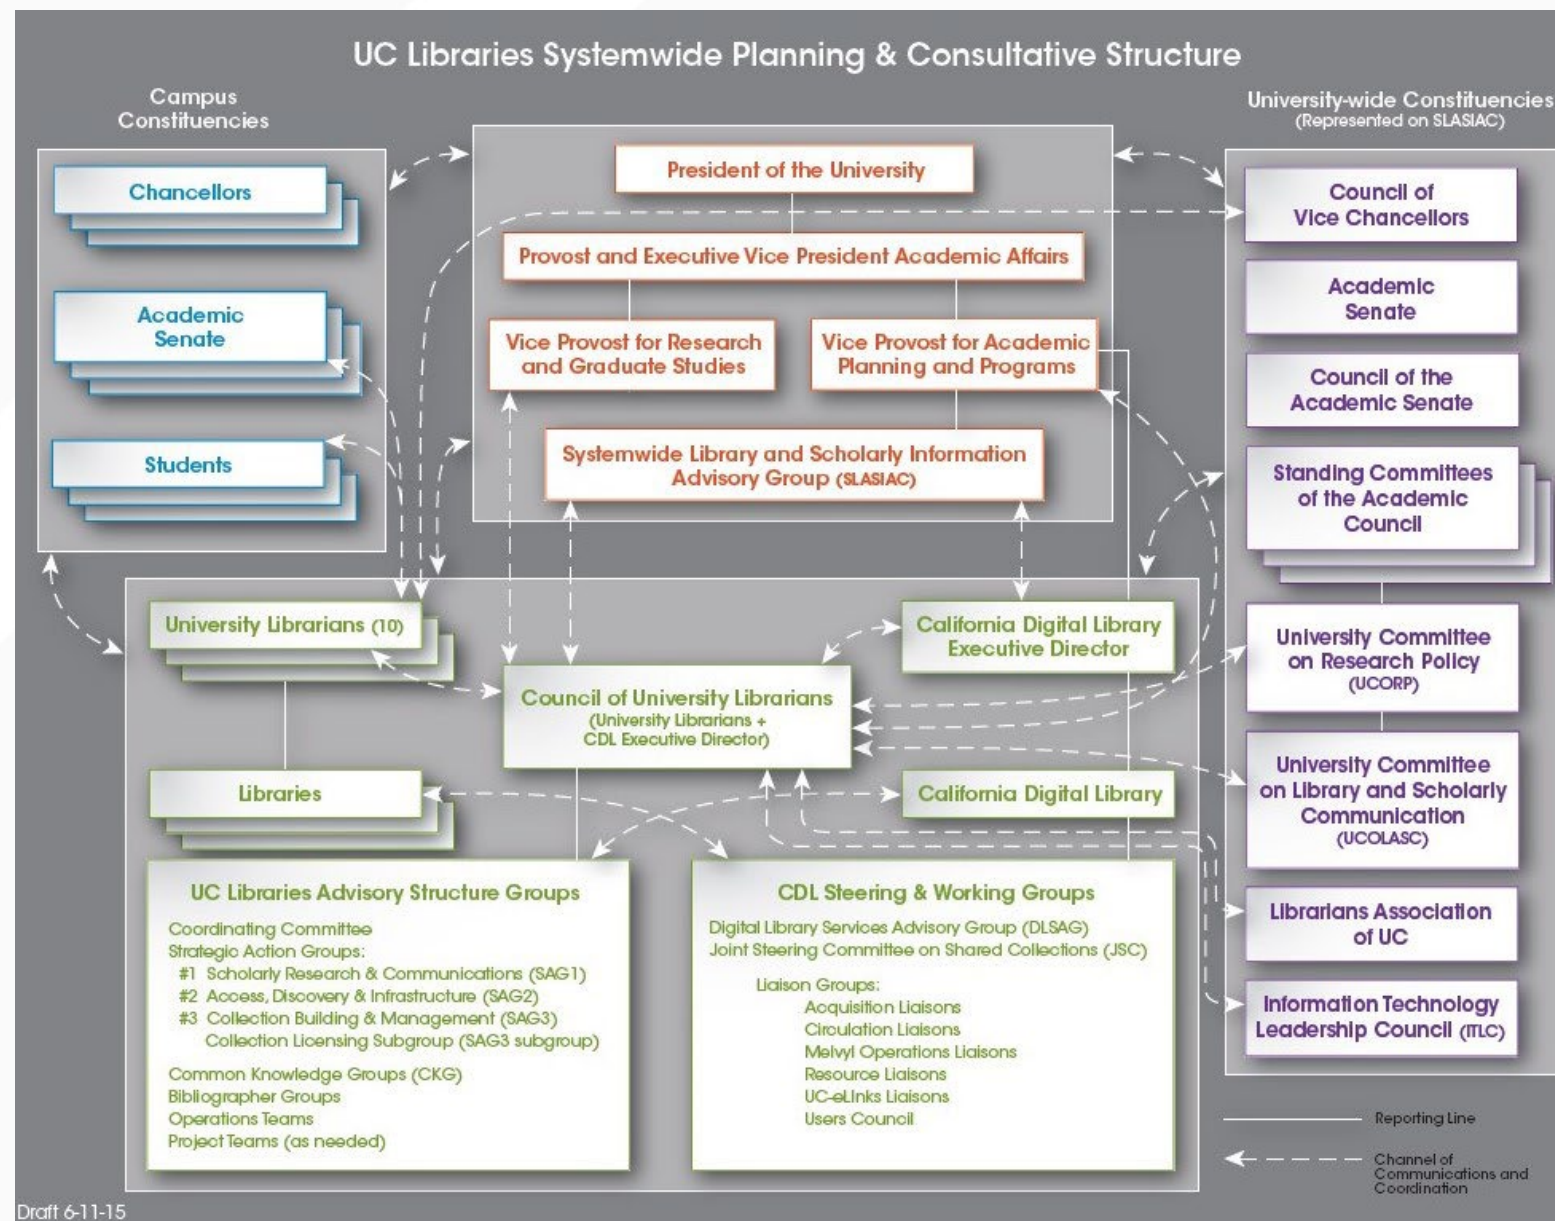 UC Libraries Systemwide Planning & Consultative Structure
Campus
Constituencies
Chancellors
Academic
Senate
Students
President of the University
Provost and Executive Vice President Academic Affairs
Vice Provost for Research
and Graduate Studies
Vice Provost for Academic
Planning and Programs
Systemwide Library and Scholarly Information
Advisory Group (SLASIAC)
University-wide Constituencies
(Represented on SLASIAC)
Council of
Vice Chancellors
Academic
Senate
Council of the
Academic Senate
Standing Committees
of the Academic
Council
University Committee
on Research Policy
(UCORP)
University Committee
on Library and Scholarly
Communication
(UCOLASC)
Librarians Association
of UC
Information Technology
Leadership Council (ITLC)
University Librarians (10)
Libraries
Council of University Librarians
(University Librarians +
CDL Executive Director)
California Digital Library
Executive Director
California Digital Library
UC Libraries Advisory Structure Groups
Coordinating Committee
Strategic Action Groups:
#1 Scholarly Research & Communications (SAG1)
#2 Access, Discovery & Infrastructure (SAG2)
#3 Collection Building & Management (SAG3)
Collection Licensing Subgroup (SAG3 subgroup)
Common Knowledge Groups (CKG)
Bibliographer Groups
Operations Teams
Project Teams (as needed)
CDL Steering & Working Groups
Digital Library Services Advisory Group (DLSAG)
Joint Steering Committee on Shared Collections (JSC)
Liaison Groups:
Acquisition Liaisons
Circulation Liaisons
Melvyl Operations Liaisons
Resource Liaisons
UC-eLinks Liaisons
Users Council
Reporting Line
Channel of
Communications and
Coordination
Draft 6-11-15